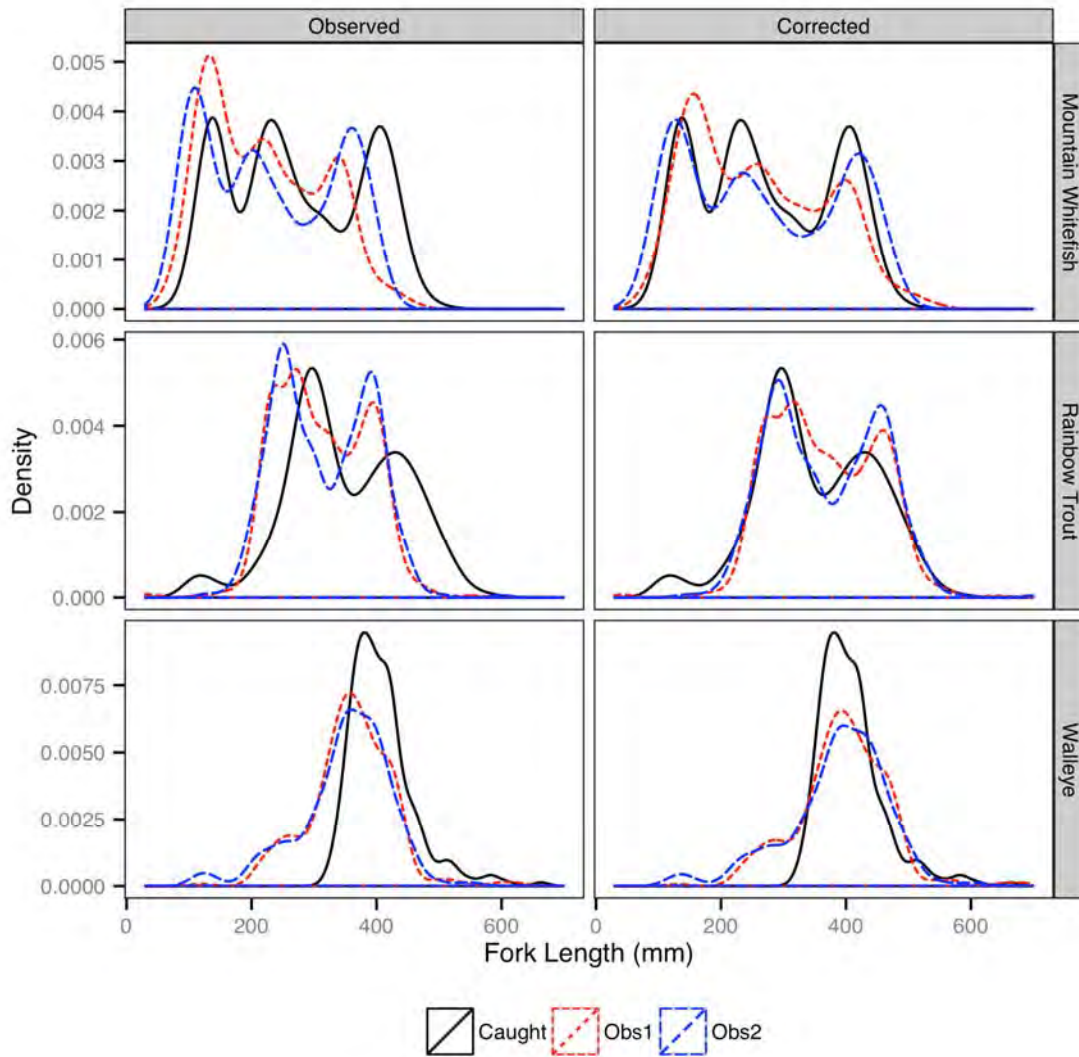 Observed
Corrected
0.005
0.004
0.003
0.002
0.001
0.000
Mountain Whitefish
0.006
0.004
0.002
0.000
Rainbow Trout
0.0075
0.0050
0.0025
0.0000
Walleye
Density
0 200 400 600
0 200 400 600
Fork Length (mm)
Caught Obs1 Obs2